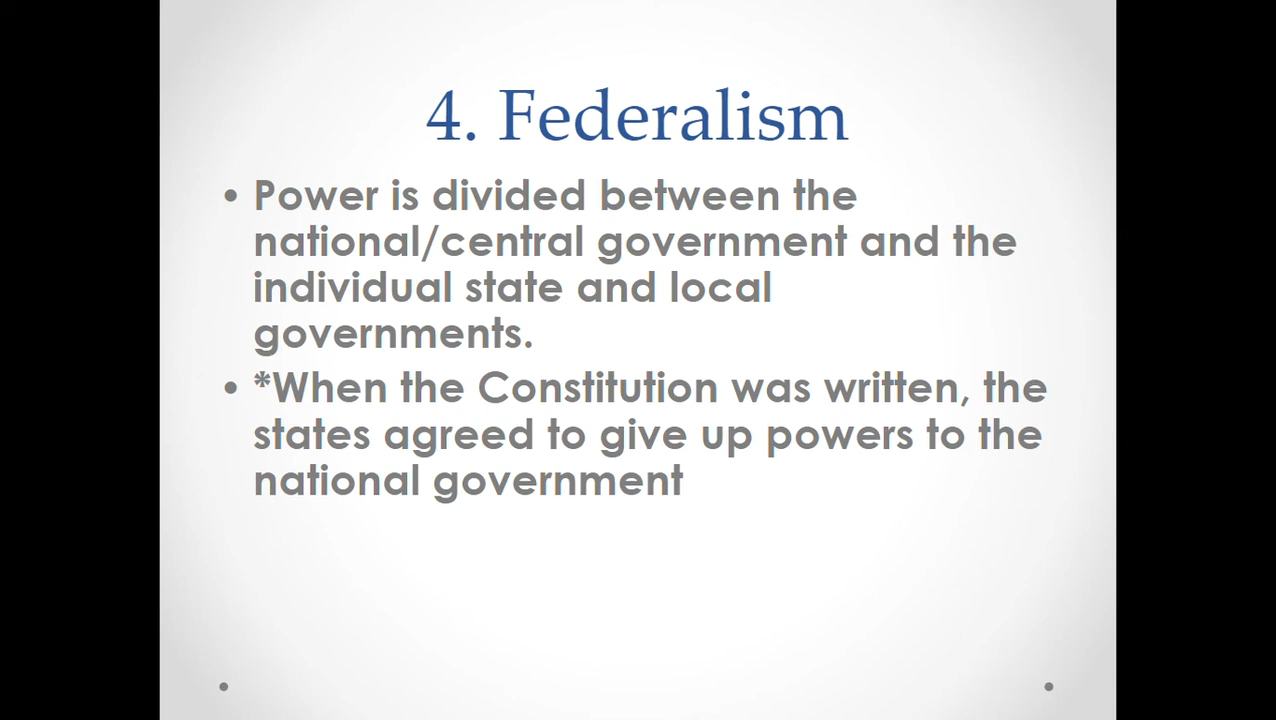 4. Federalism
• Power is divided between the
national/central government and the
individual state and local
governments.
• *When the Constitution was written, the
states agreed to give up powers to the
national government